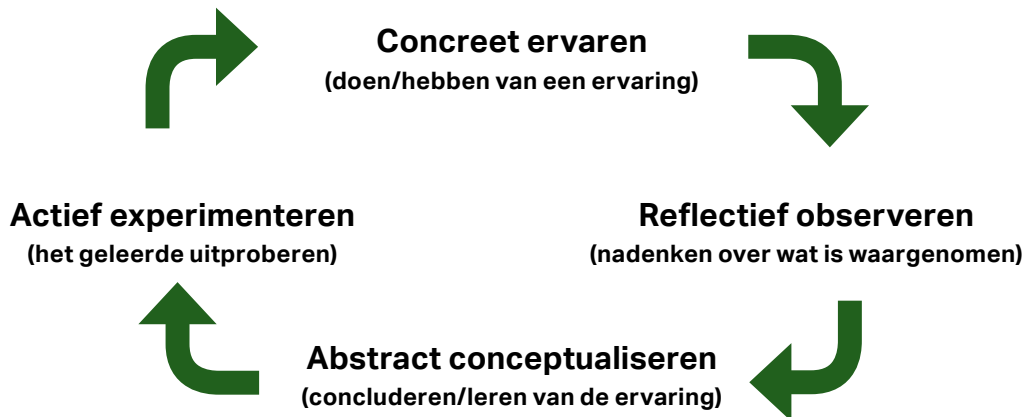 Concreet ervaren
(doen/hebben van een ervaring)
Actief experimenteren
(het geleerde uitproberen)
Reflectief observeren
(nadenken over wat is waargenomen)
Abstract conceptualiseren
(concluderen/leren van de ervaring)